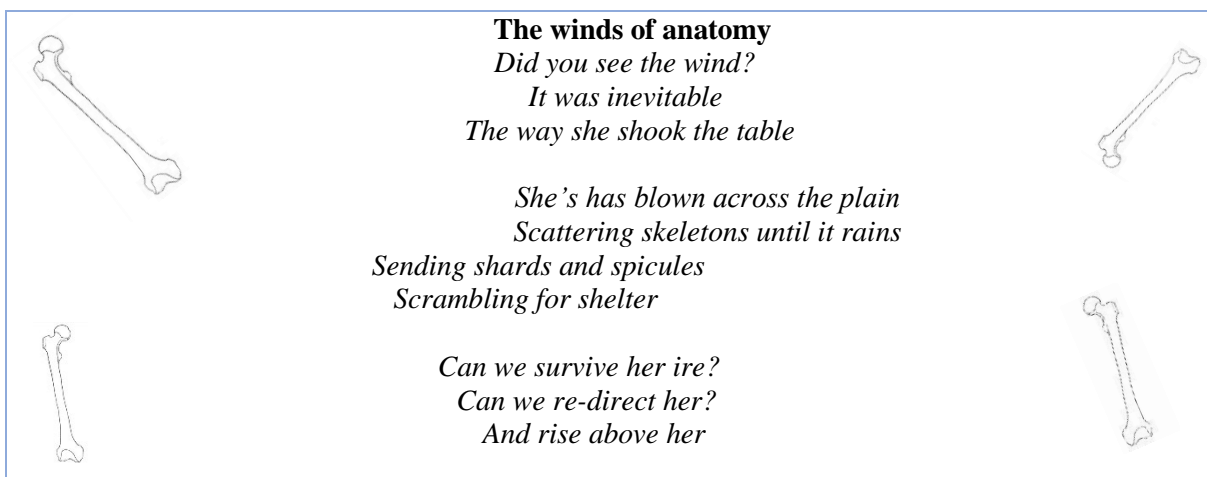 The winds of anatomy
Did you see the wind?
It was inevitable
The way she shook the table
She’s has blown across the plain
Scattering skeletons until it rains
Sending shards and spicules
Scrambling for shelter
Can we survive her ire?
Can we re-direct her?
And rise above her